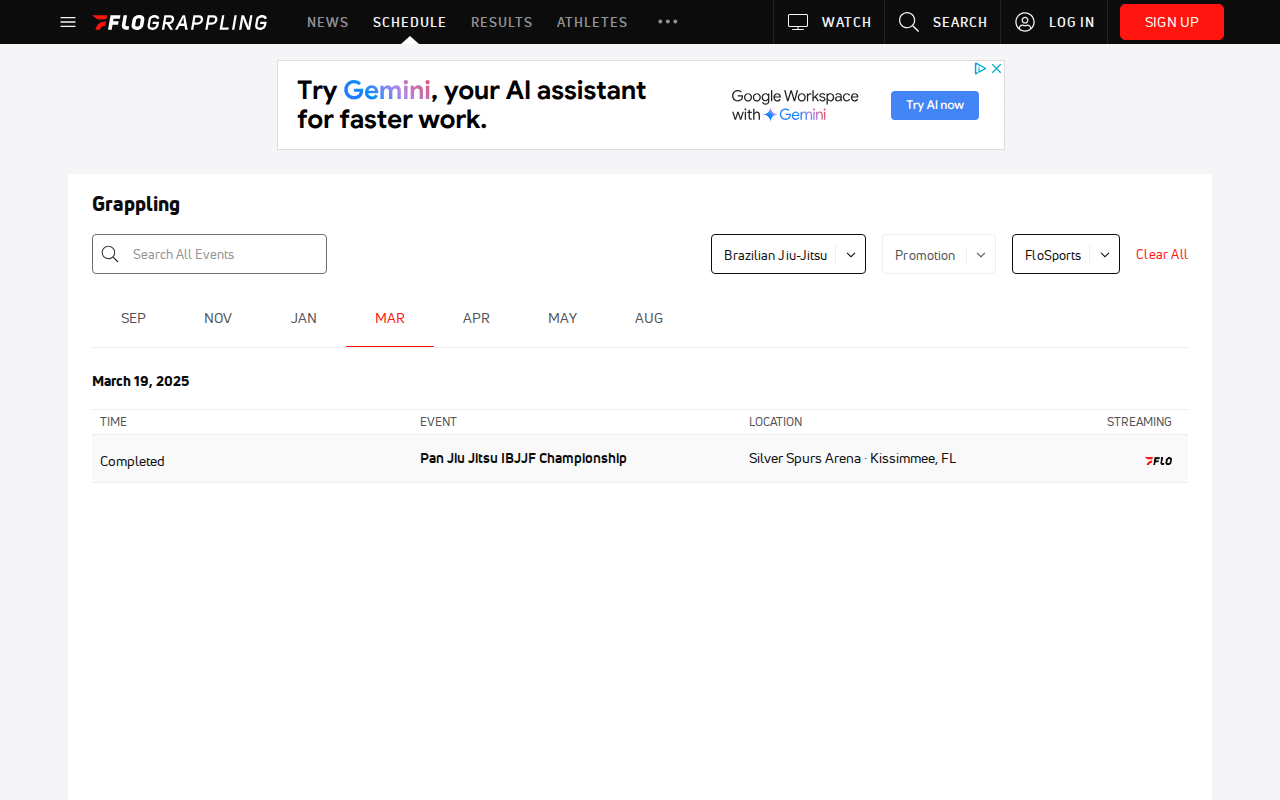 FLOGRAPPLING NEWS SCHEDULE RESULTS ATHLETES WATCH SEARCH LOG IN SIGN UP
Try Gemini, your AI assistant
for faster work.
Google Workspace
with Gemini
Try AI now
Grappling
Search All Events Brazilian Jiu-Jitsu Promotion FloSports Clear All
SEP NOV JAN MAR APR MAY AUG
March 19, 2025
TIME EVENT LOCATION STREAMING
Completed Pan Jiu Jitsu IBJJF Championship Silver Spurs Arena · Kissimmee, FL FLO